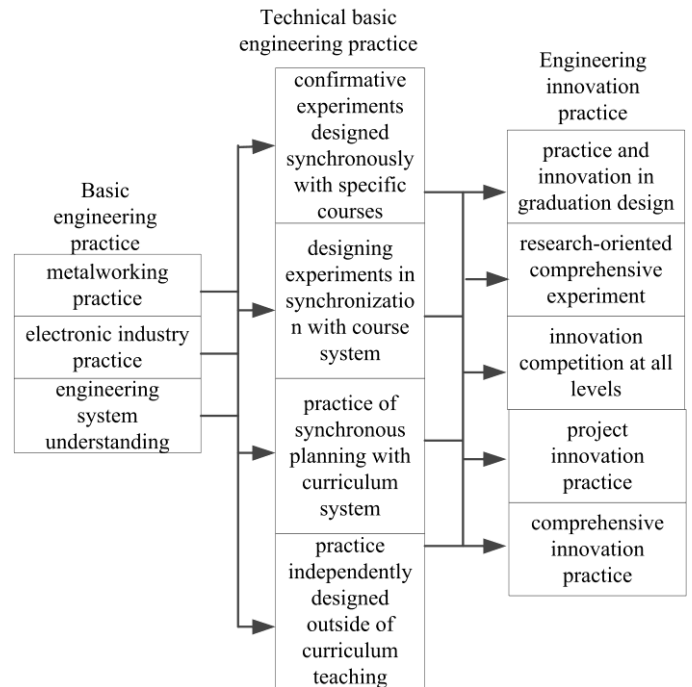 Basic
engineering
practice
metalworking
practice
electronic industry
practice
engineering
system
understanding
Technical basic
engineering practice
confirmative
experiments
designed
synchronously
with specific
courses
designing
experiments in
synchronizatio
n with course
system
practice of
synchronous
planning with
curriculum
system
practice
independently
designed
outside of
curriculum
teaching
Engineering
innovation
practice
practice and
innovation in
graduation design
research-oriented
comprehensive
experiment
innovation
competition at all
levels
project
innovation
practice
comprehensive
innovation
practice